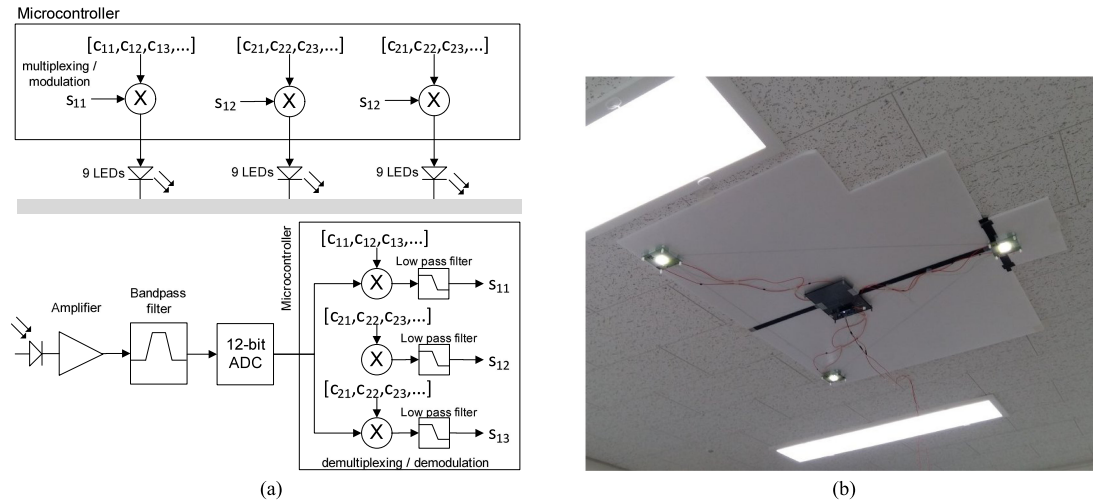 Microcontroller
[c11,c12,c13,...] [c21,c22,c23,...] [c21,c22,c23,...]
multiplexing /
modulation
s11 X s12 X s12 X
9 LEDs 9 LEDs 9 LEDs
Microcontroller
[c11,c12,c13,...]
Low pass filter
X s11
Amplifier
Bandpass
filter
[c21,c22,c23,...]
Low pass filter
12-bit
ADC
X s12
[c21,c22,c23,...]
Low pass filter
X s13
demultiplexing / demodulation
(a) (b)